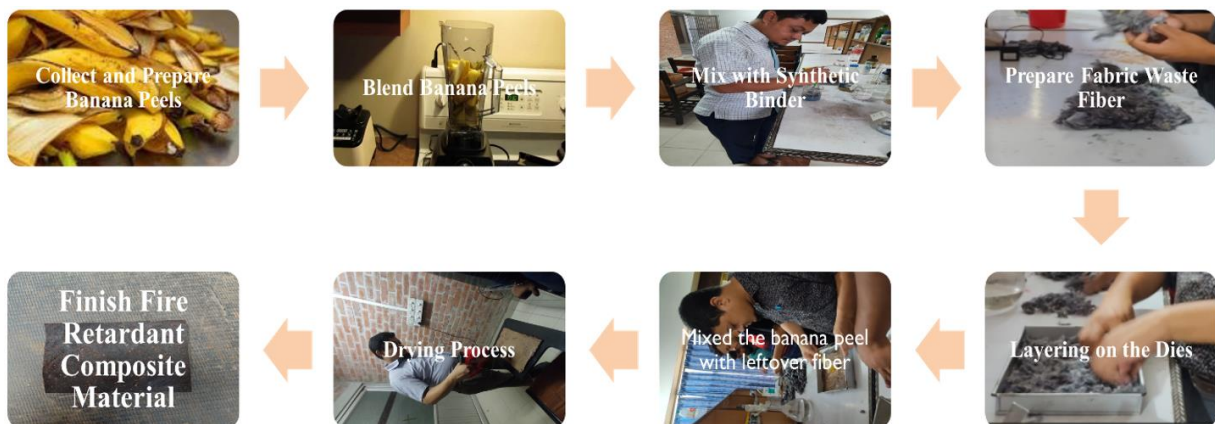 Collect and Prepare
Banana Peels
Blend Banana Peels
Mix with Synthetic
Binder
Prepare Fabric Waste
Fiber
Layering on the Dies
Mixed the banana peel
with leftover fiber
Drying Process
Finish Fire
Retardant
Composite
Material